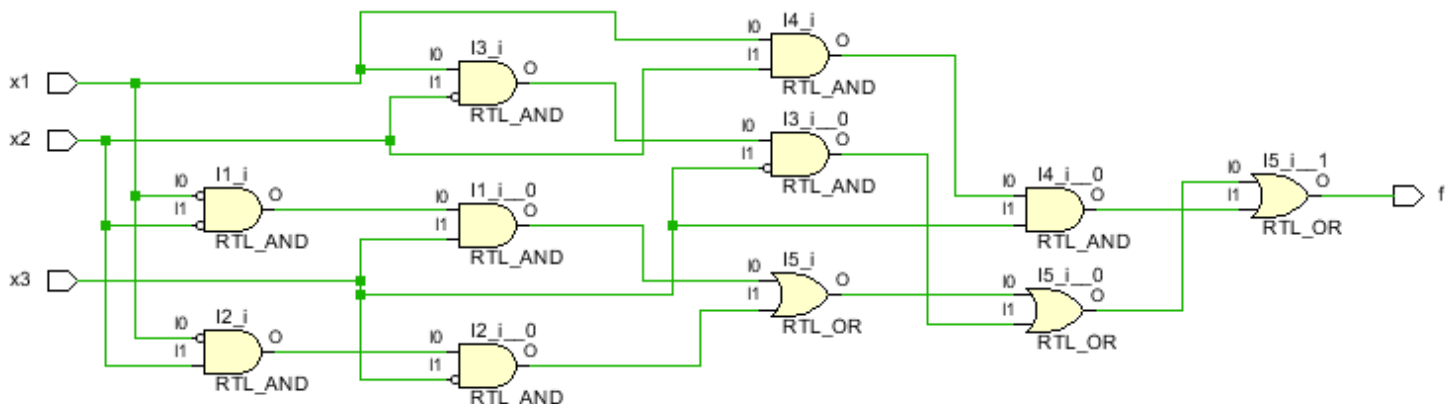 I4_i
I0
O
I1
RTL_AND
I3_i
I0
O
I1
RTL_AND
x1
x2
I3_i__0
I0
O
I1
RTL_AND
I1_i
I0
O
I1
RTL_AND
I1_i__0
I0
O
I1
RTL_AND
I4_i__0
I0
O
I1
RTL_AND
I5_i__1
I0
O
I1
RTL_OR
f
x3
I5_i
I0
O
I1
RTL_OR
I5_i__0
I0
O
I1
RTL_OR
I2_i
I0
O
I1
RTL_AND
I2_i__0
I0
O
I1
RTL_AND